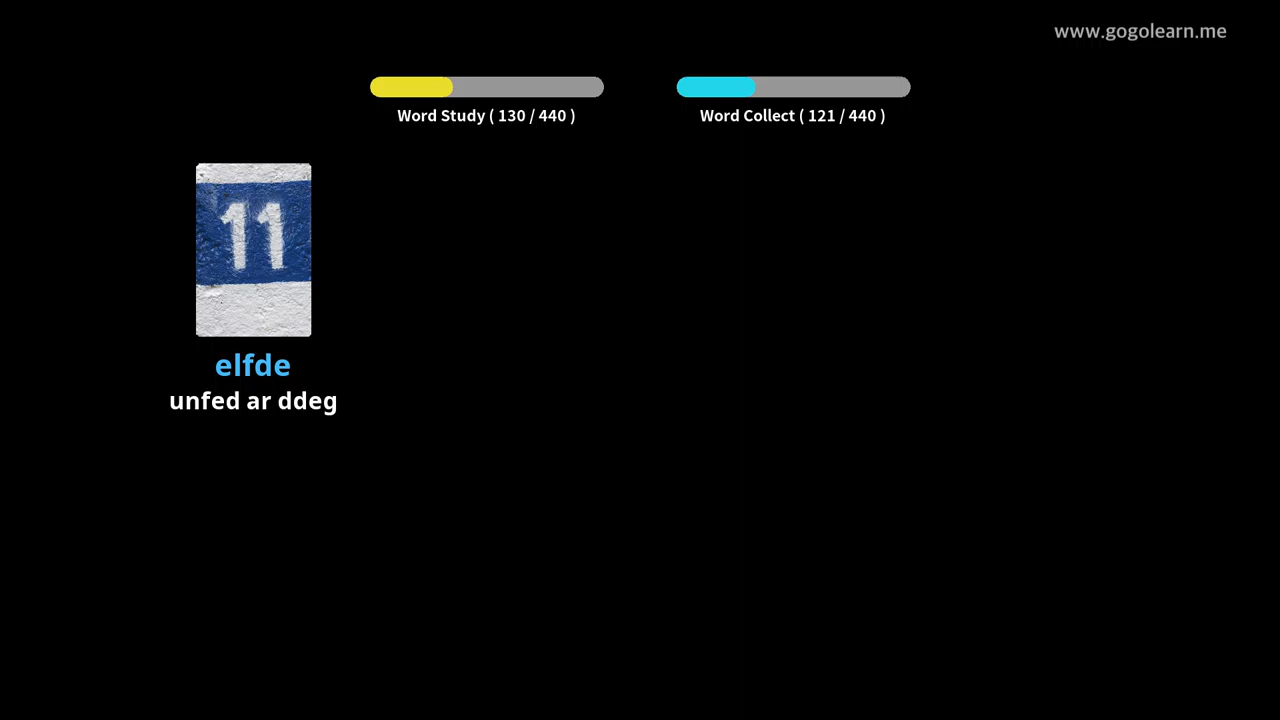 www.gogolearn.me
Word Study ( 130 / 440 )
Word Collect ( 121 / 440 )
11
elfde
unfed ar ddeg